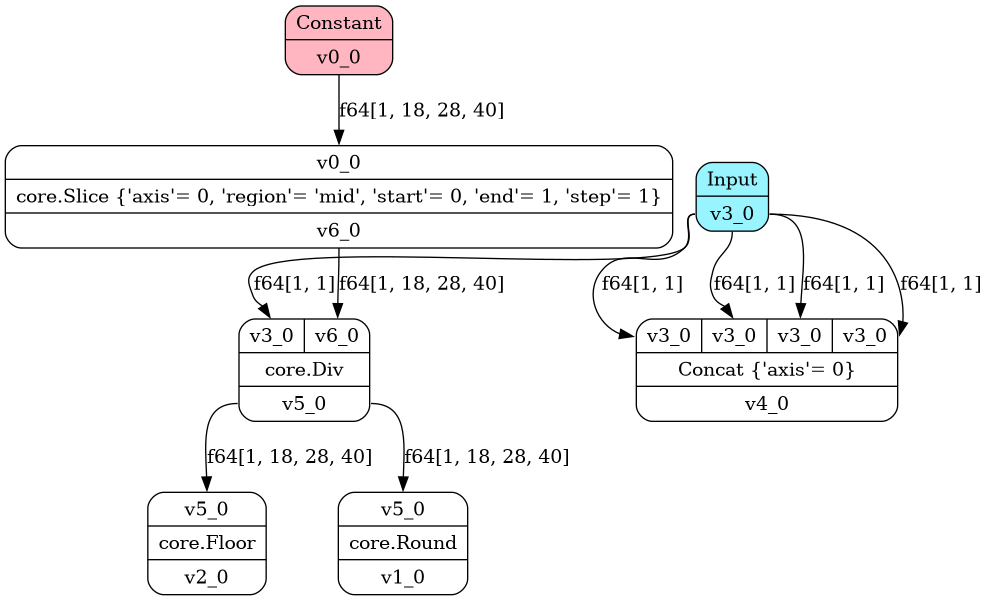 Constant
v0_0
f64[1, 18, 28, 40]
v0_0
core.Slice {'axis'= 0, 'region'= 'mid', 'start'= 0, 'end'= 1, 'step'= 1}
v6_0
Input
v3_0
f64[1, 1] f64[1, 18, 28, 40] f64[1, 1] f64[1, 1] f64[1, 1] f64[1, 1]
v3_0 v6_0
core.Div
v5_0
v3_0 v3_0 v3_0 v3_0
Concat {'axis'= 0}
v4_0
f64[1, 18, 28, 40] f64[1, 18, 28, 40]
v5_0
core.Floor
v2_0
v5_0
core.Round
v1_0